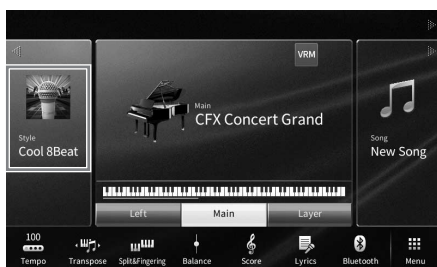 VRM
Main
CFX Concert Grand
Style
Cool 8Beat
Song
New Song
Left
Main
Layer
100
Tempo
Transpose
Split&Fingering
Balance
Score
Lyrics
Bluetooth
Menu